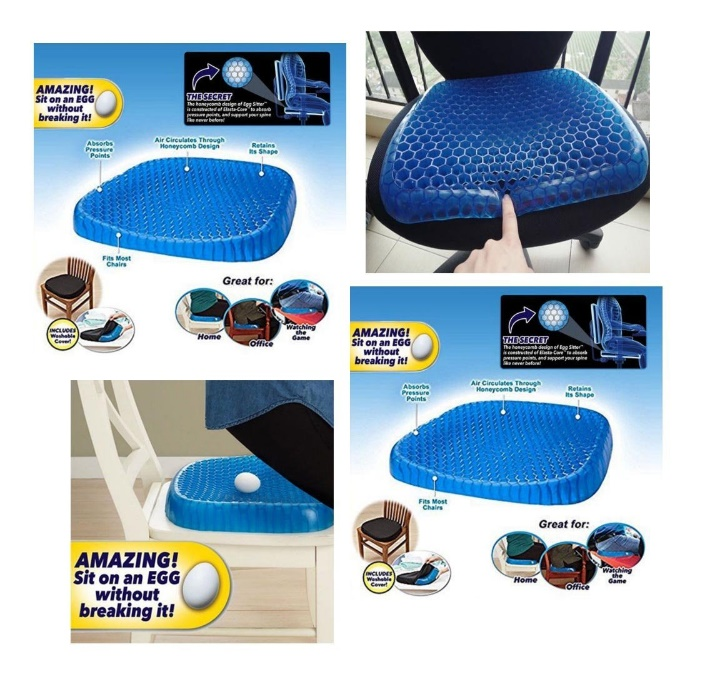 AMAZING!
Sit on an EGG
without
breaking it!
THE SECRET
The honeycomb design of Egg Sitter™
is constructed of Elasta-Core™ to absorb
pressure points, and support your spine
like never before!
Absorbs
Pressure
Points
Air Circulates Through
Honeycomb Design
Retains
Its Shape
Fits Most
Chairs
INCLUDES
Washable
Cover!
Great for:
Home
Office
Watching
the
Game
AMAZING!
Sit on an EGG
without
breaking it!
THE SECRET
The honeycomb design of Egg Sitter™
is constructed of Elasta-Core™ to absorb
pressure points, and support your spine
like never before!
Absorbs
Pressure
Points
Air Circulates Through
Honeycomb Design
Retains
Its Shape
Fits Most
Chairs
INCLUDES
Washable
Cover!
Great for:
Home
Office
Watching
the
Game
AMAZING!
Sit on an EGG
without
breaking it!